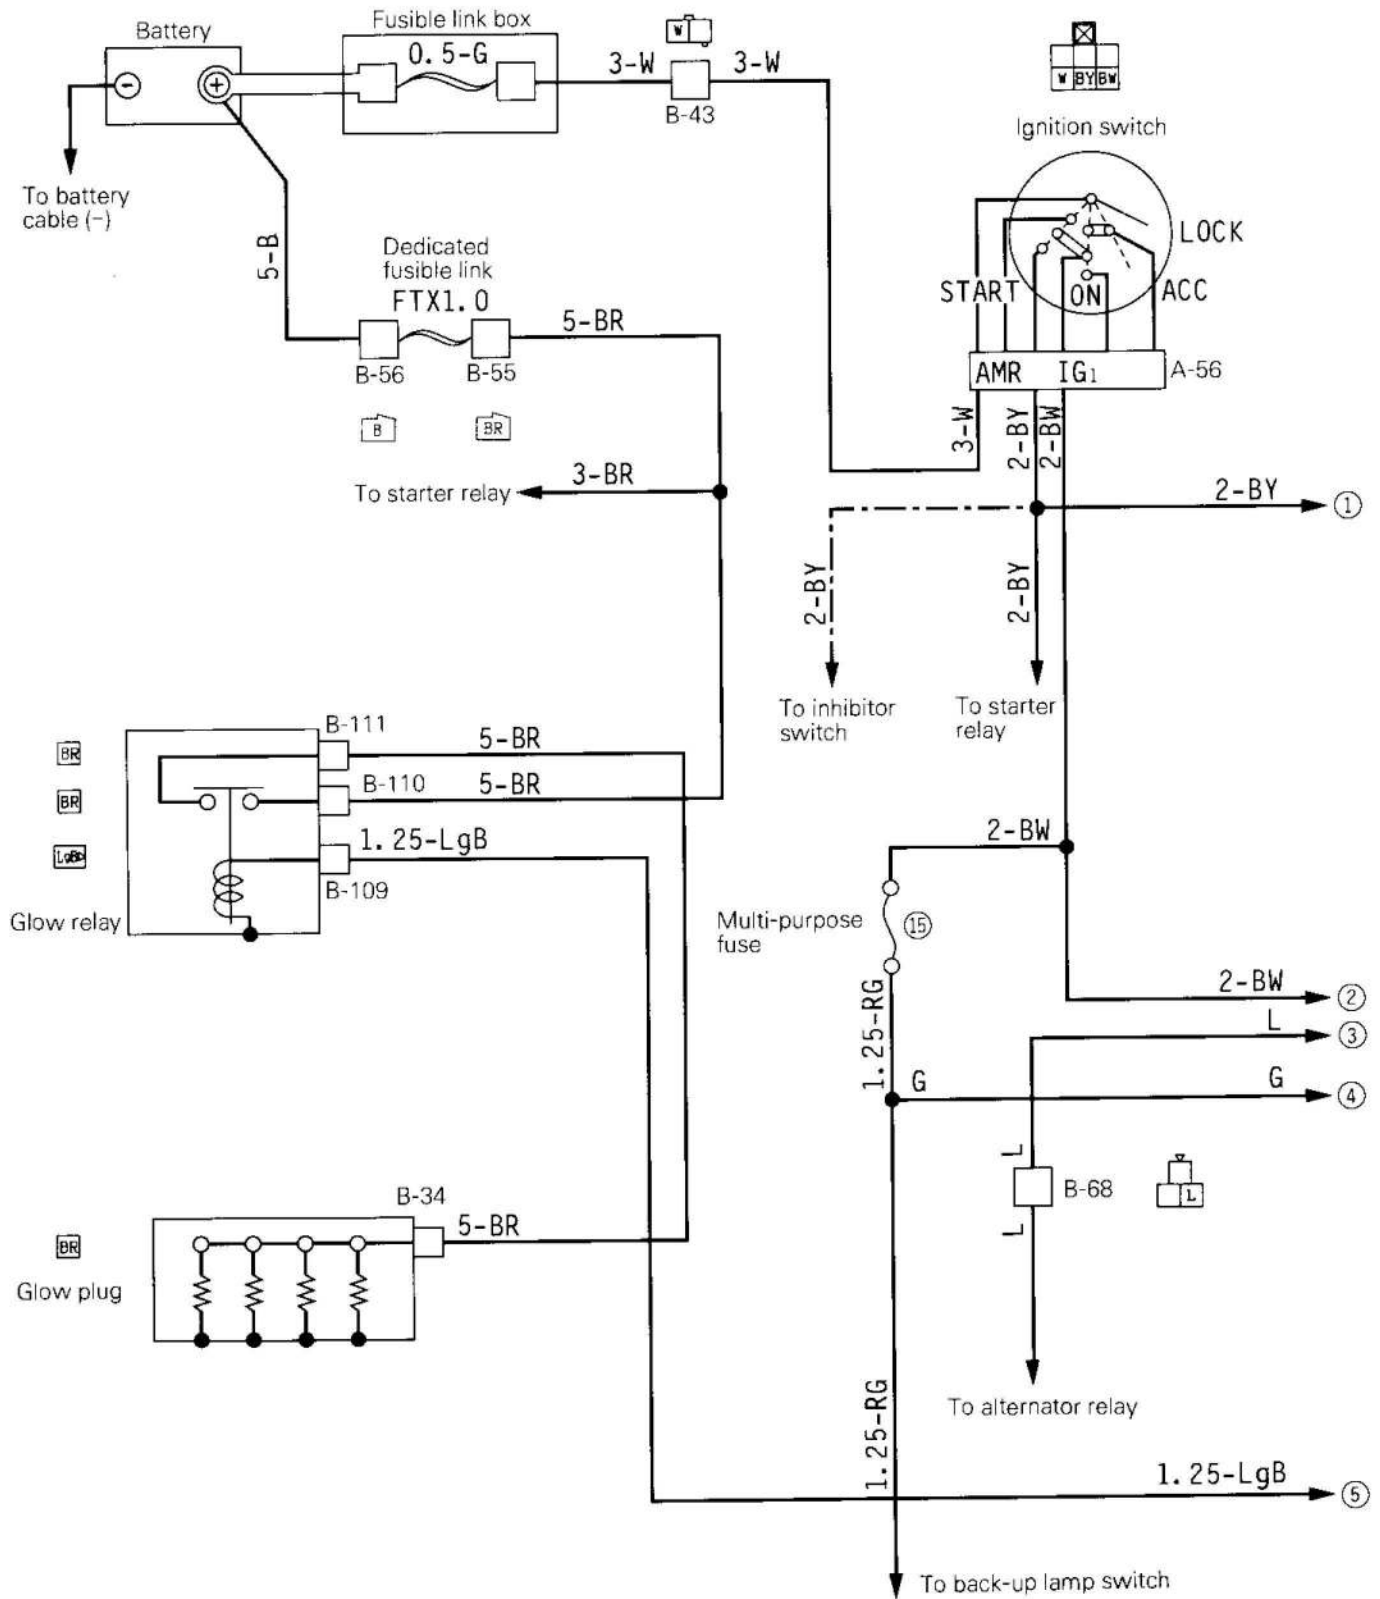 Battery
Fusible link box
0.5-G
3-W
W
3-W
B-43
W BY BW
Ignition switch
To battery
cable (-)
5-B
Dedicated
fusible link
FTX1.0
5-BR
B-56
B-55
B
BR
LOCK
START
ON
ACC
AMR
IG1
A-56
3-W
2-BY
2-BW
To starter relay
3-BR
2-BY
1
2-BY
2-BY
To inhibitor
switch
To starter
relay
BR
B-111
5-BR
BR
B-110
5-BR
LgB
1.25-LgB
B-109
Glow relay
2-BW
Multi-purpose
fuse
15
2-BW
2
L
3
1.25-RG
G
G
4
L
B-68
L
L
B-34
5-BR
BR
Glow plug
To alternator relay
1.25-RG
1.25-LgB
5
To back-up lamp switch